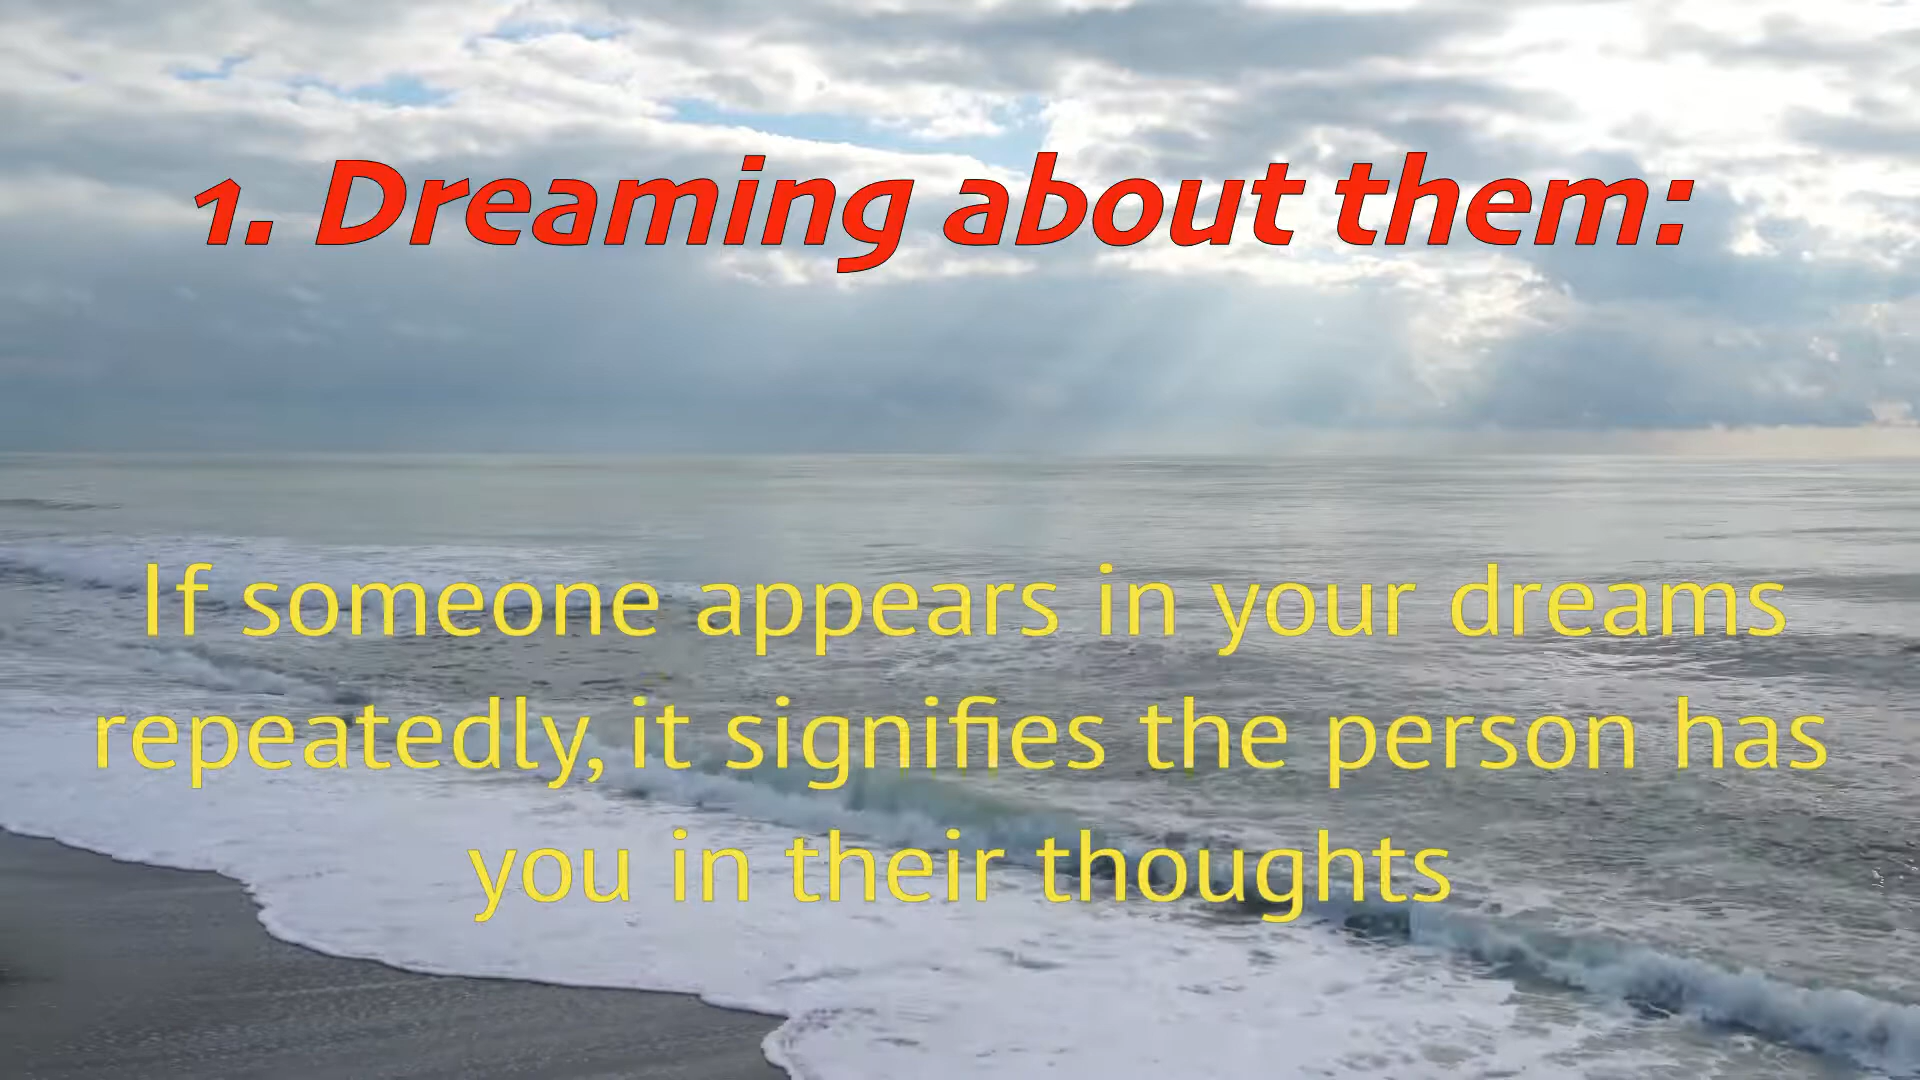 1. Dreaming about them:
If someone appears in your dreams
repeatedly, it signifies the person has
you in their thoughts